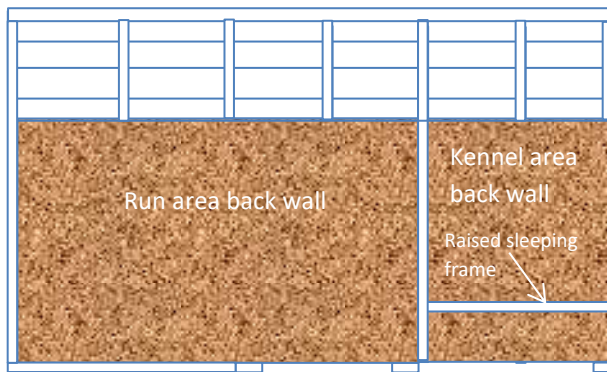 Run area back wall
Kennel area
back wall
Raised sleeping
frame